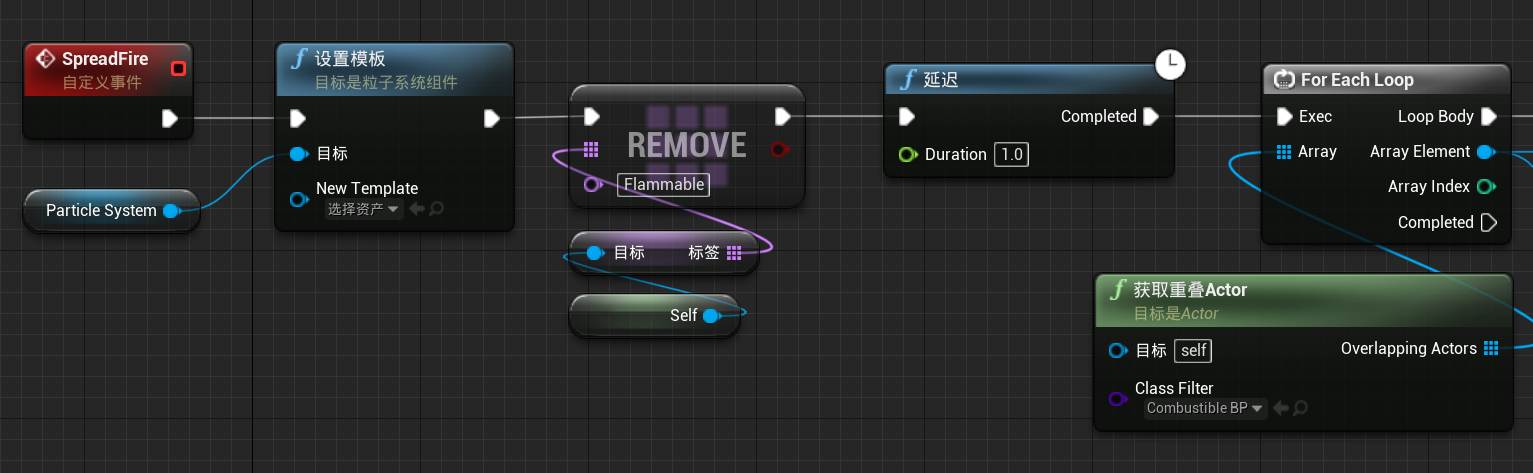 SpreadFire
自定义事件
Particle System
设置模板
目标是粒子系统组件
目标
New Template
选择资产
REMOVE
Flammable
目标 标签
Self
延迟
Completed
Duration 1.0
For Each Loop
Exec Loop Body
Array Array Element
Array Index
Completed
获取重叠Actor
目标是Actor
目标 self Overlapping Actors
Class Filter
Combustible BP